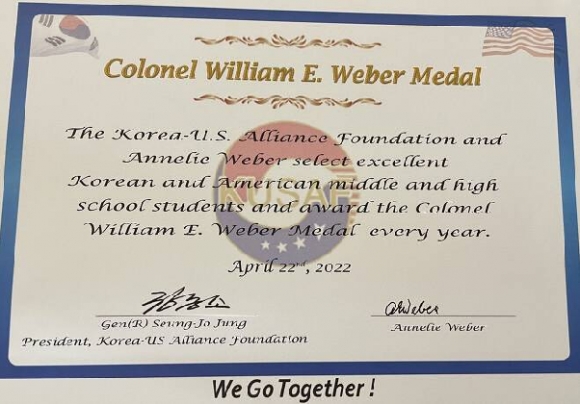 Colonel William E. Weber Medal
The Korea-U.S. Alliance Foundation and
Annelie Weber select excellent
Korean and American middle and high
school students and award the Colonel
William E. Weber Medal every year.
KUSAF
April 22nd, 2022
Gen(R) Seung-Jo Jung
President, Korea-US Alliance Foundation
AWeber
Annelie Weber
We Go Together !